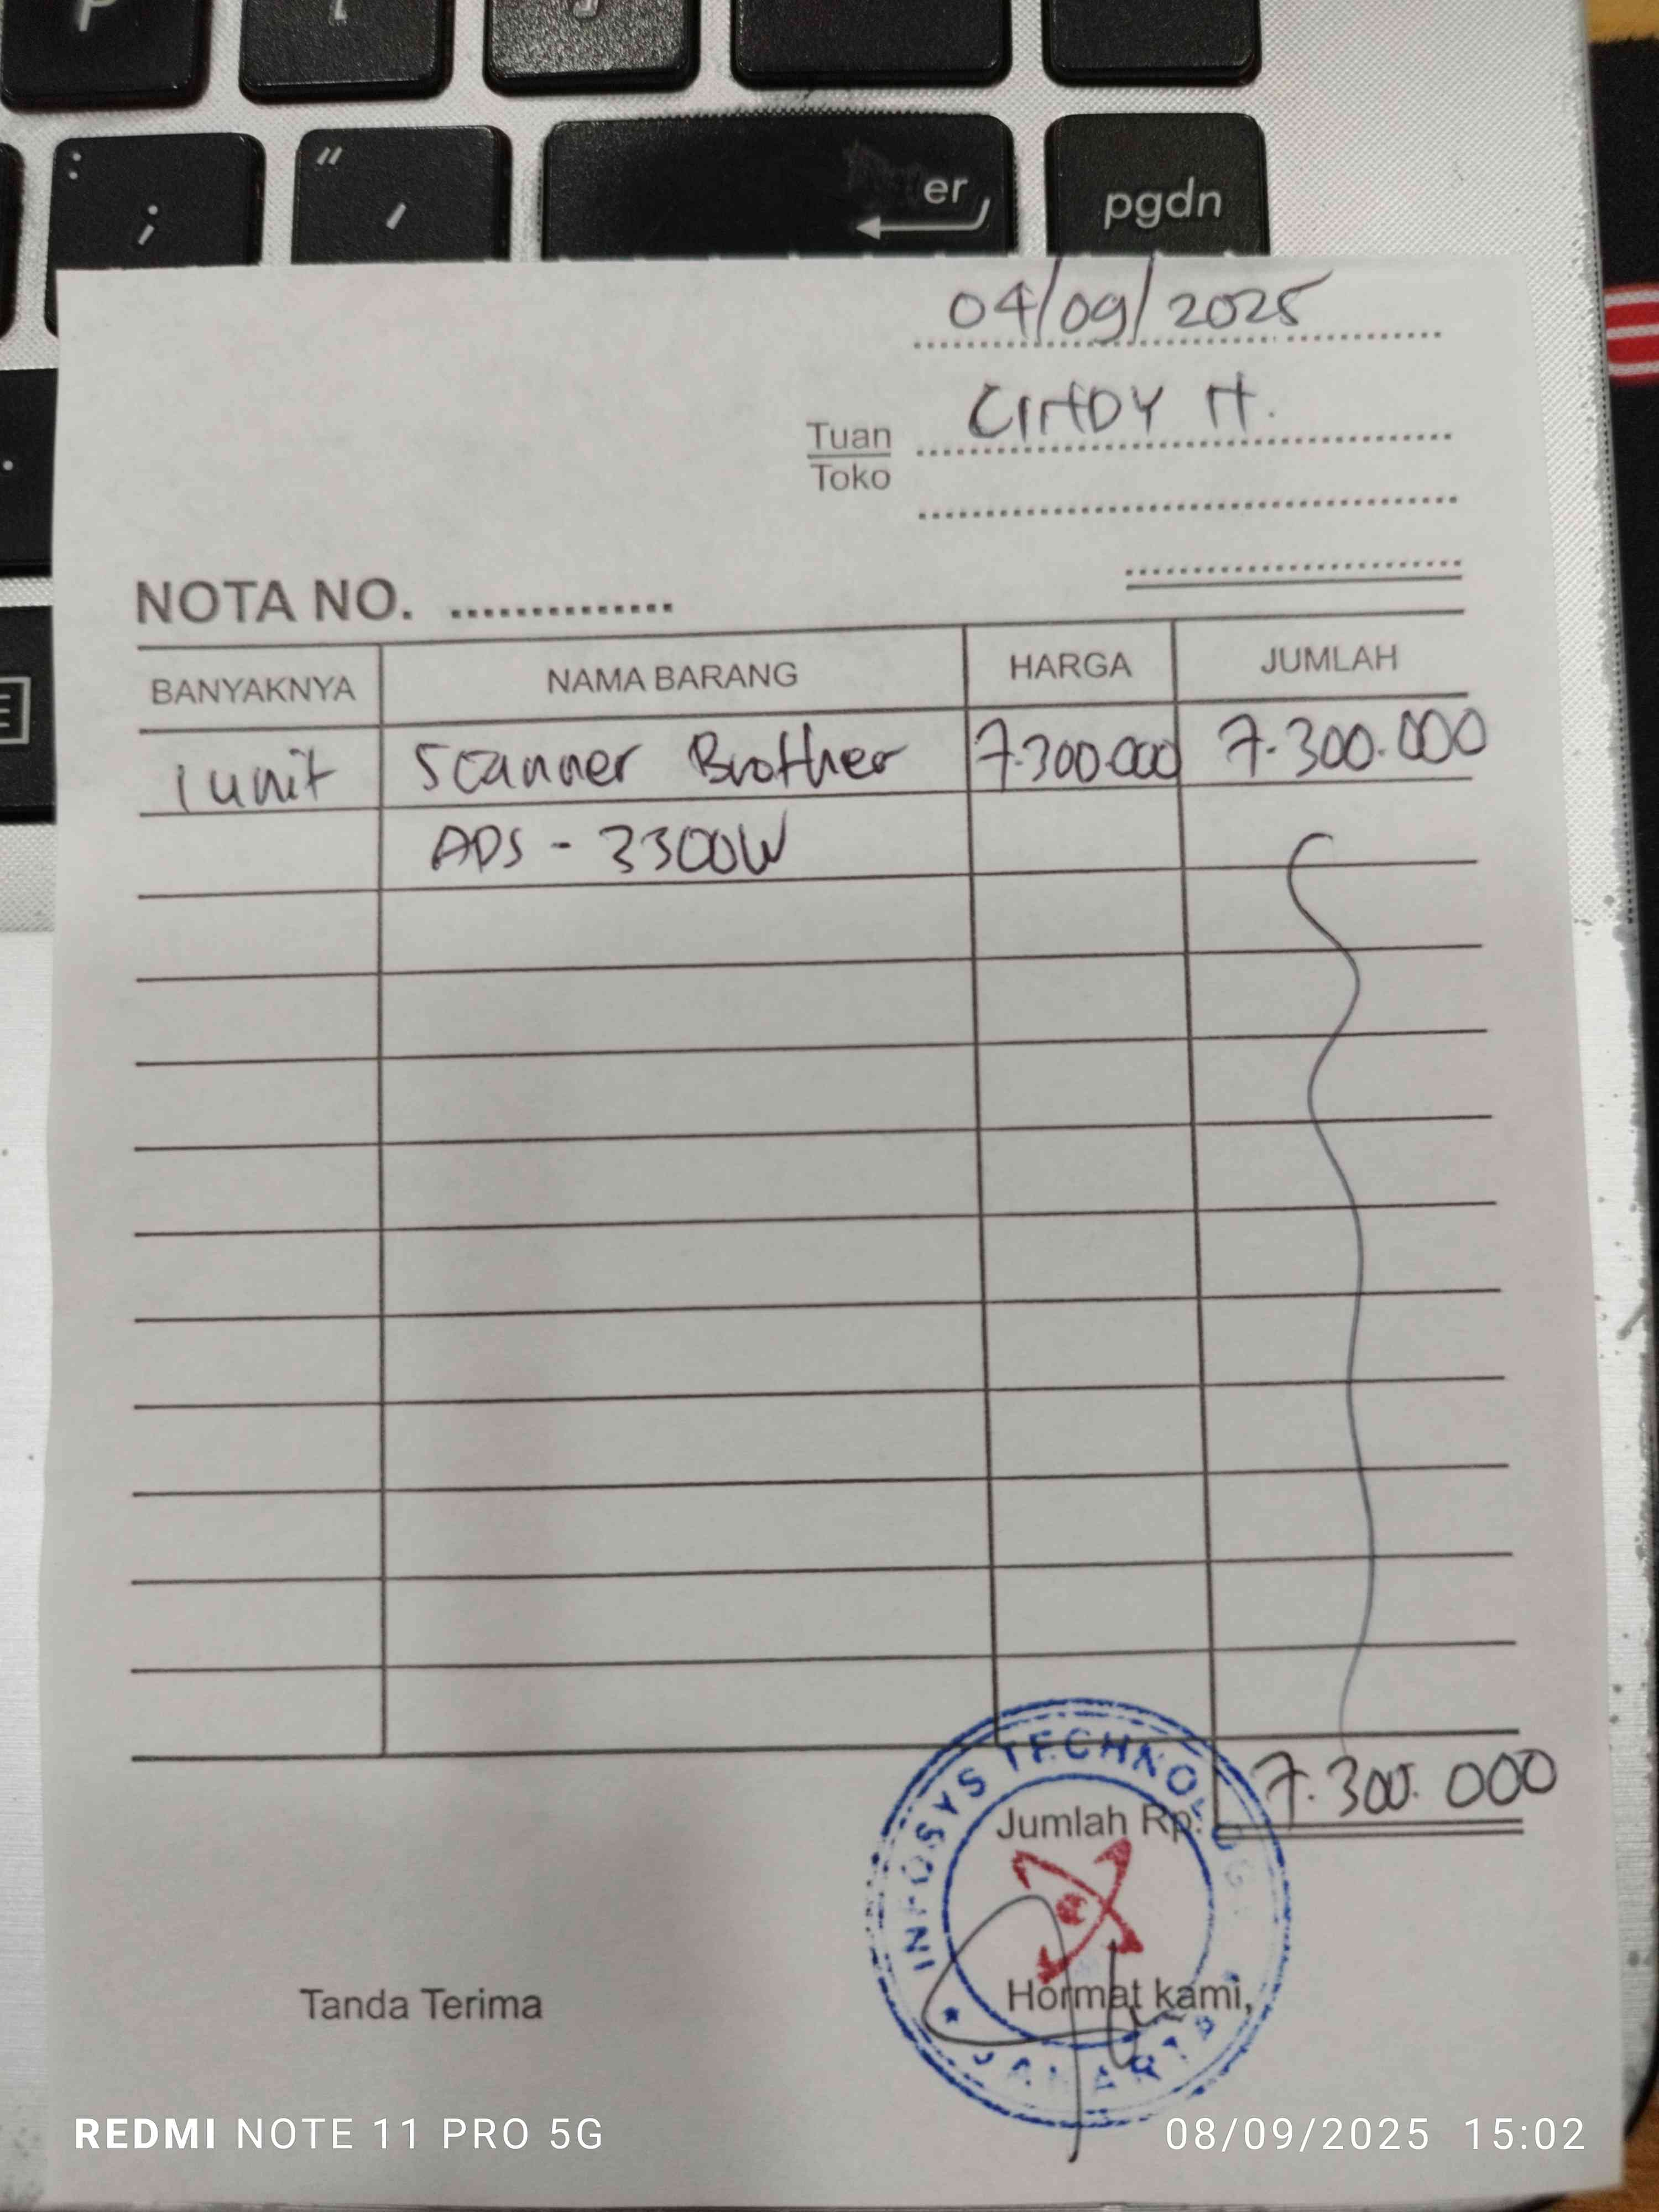 P
[
]
: ;
" '
er
pgdn
04/09/2025
Tuan
Toko
CINDY H.
NOTA NO.
BANYAKNYA NAMA BARANG HARGA JUMLAH
1 unit Scanner Brother 7.300.000 7.300.000
ADS - 3300W
Jumlah Rp. 7.300.000
INFOSYS TECHNOLOGY
JAKARTA
Tanda Terima Hormat kami,
REDMI NOTE 11 PRO 5G 08/09/2025 15:02